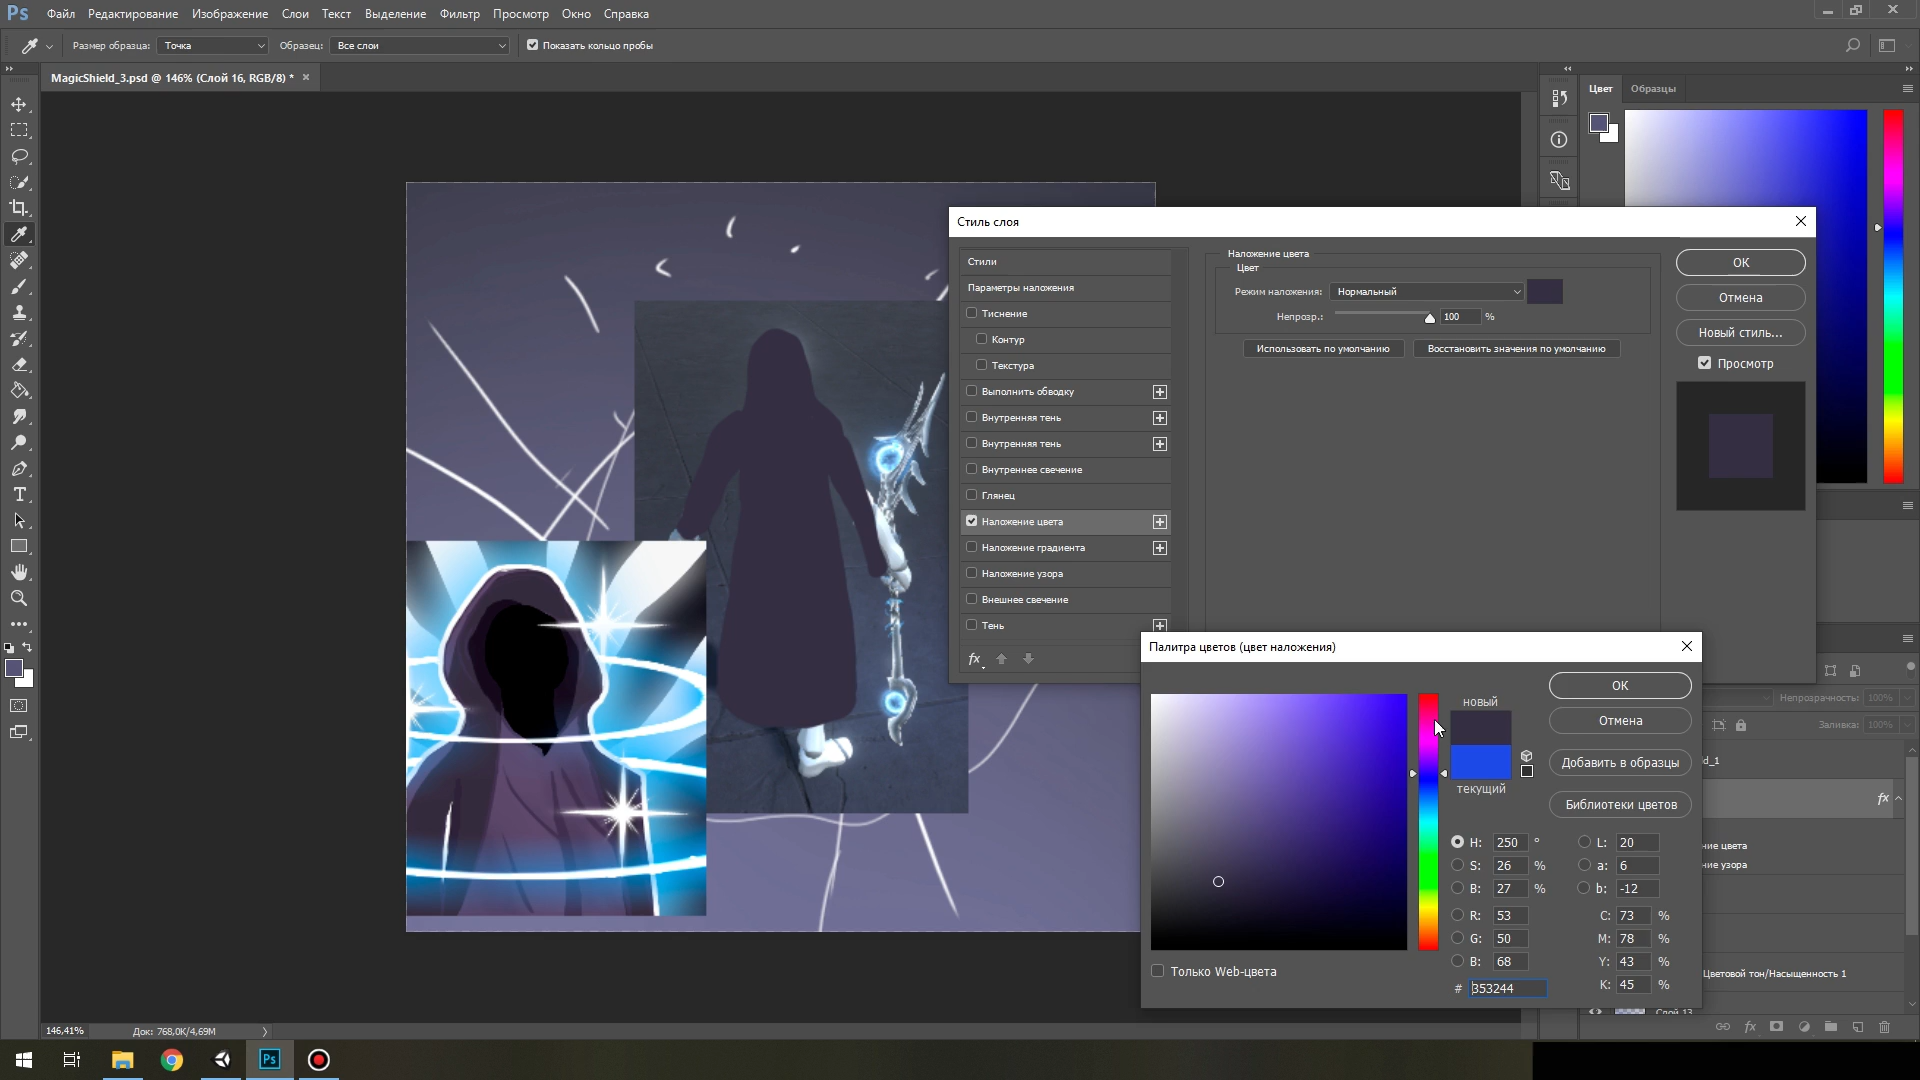 Ps Файл Редактирование Изображение Слои Текст Выделение Фильтр Просмотр Окно Справка
Размер образца: Точка Образец: Все слои Показать кольцо пробы
MagicShield_3.psd @ 146% (Слой 16, RGB/8) * ×
Цвет Образцы
Стиль слоя
Стили
Параметры наложения
Тиснение
Контур
Текстура
Выполнить обводку
Внутренняя тень
Внутренняя тень
Внутреннее свечение
Глянец
Наложение цвета
Наложение градиента
Наложение узора
Внешнее свечение
Тень
fx
Наложение цвета
Цвет
Режим наложения: Нормальный
Непрозр.: 100 %
Использовать по умолчанию Восстановить значения по умолчанию
ОК
Отмена
Новый стиль...
Просмотр
Палитра цветов (цвет наложения)
новый
текущий
ОК
Отмена
Добавить в образцы
Библиотеки цветов
H: 250 °
S: 26 %
B: 27 %
R: 53
G: 50
B: 68
# 353244
L: 20
a: 6
b: -12
C: 73 %
M: 78 %
Y: 43 %
K: 45 %
Только Web-цвета
Непрозрачность: 100%
Заливка: 100%
d_1
fx
ние цвета
ние узора
Цветовой тон/Насыщенность 1
Слой 13
fx
146,41% Док: 768,0K/4,69M
Ps